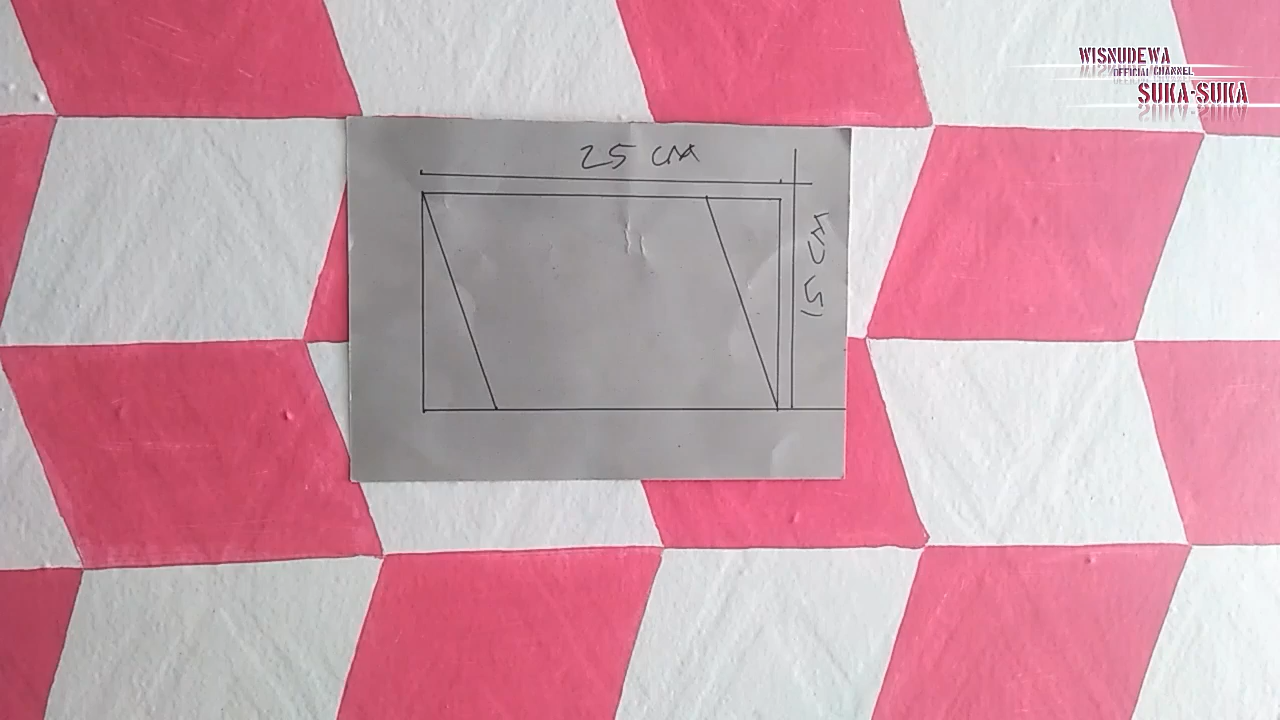 WISNUDEWA
OFFICIAL CHANNEL
SUKA-SUKA
25 CM
15 CM